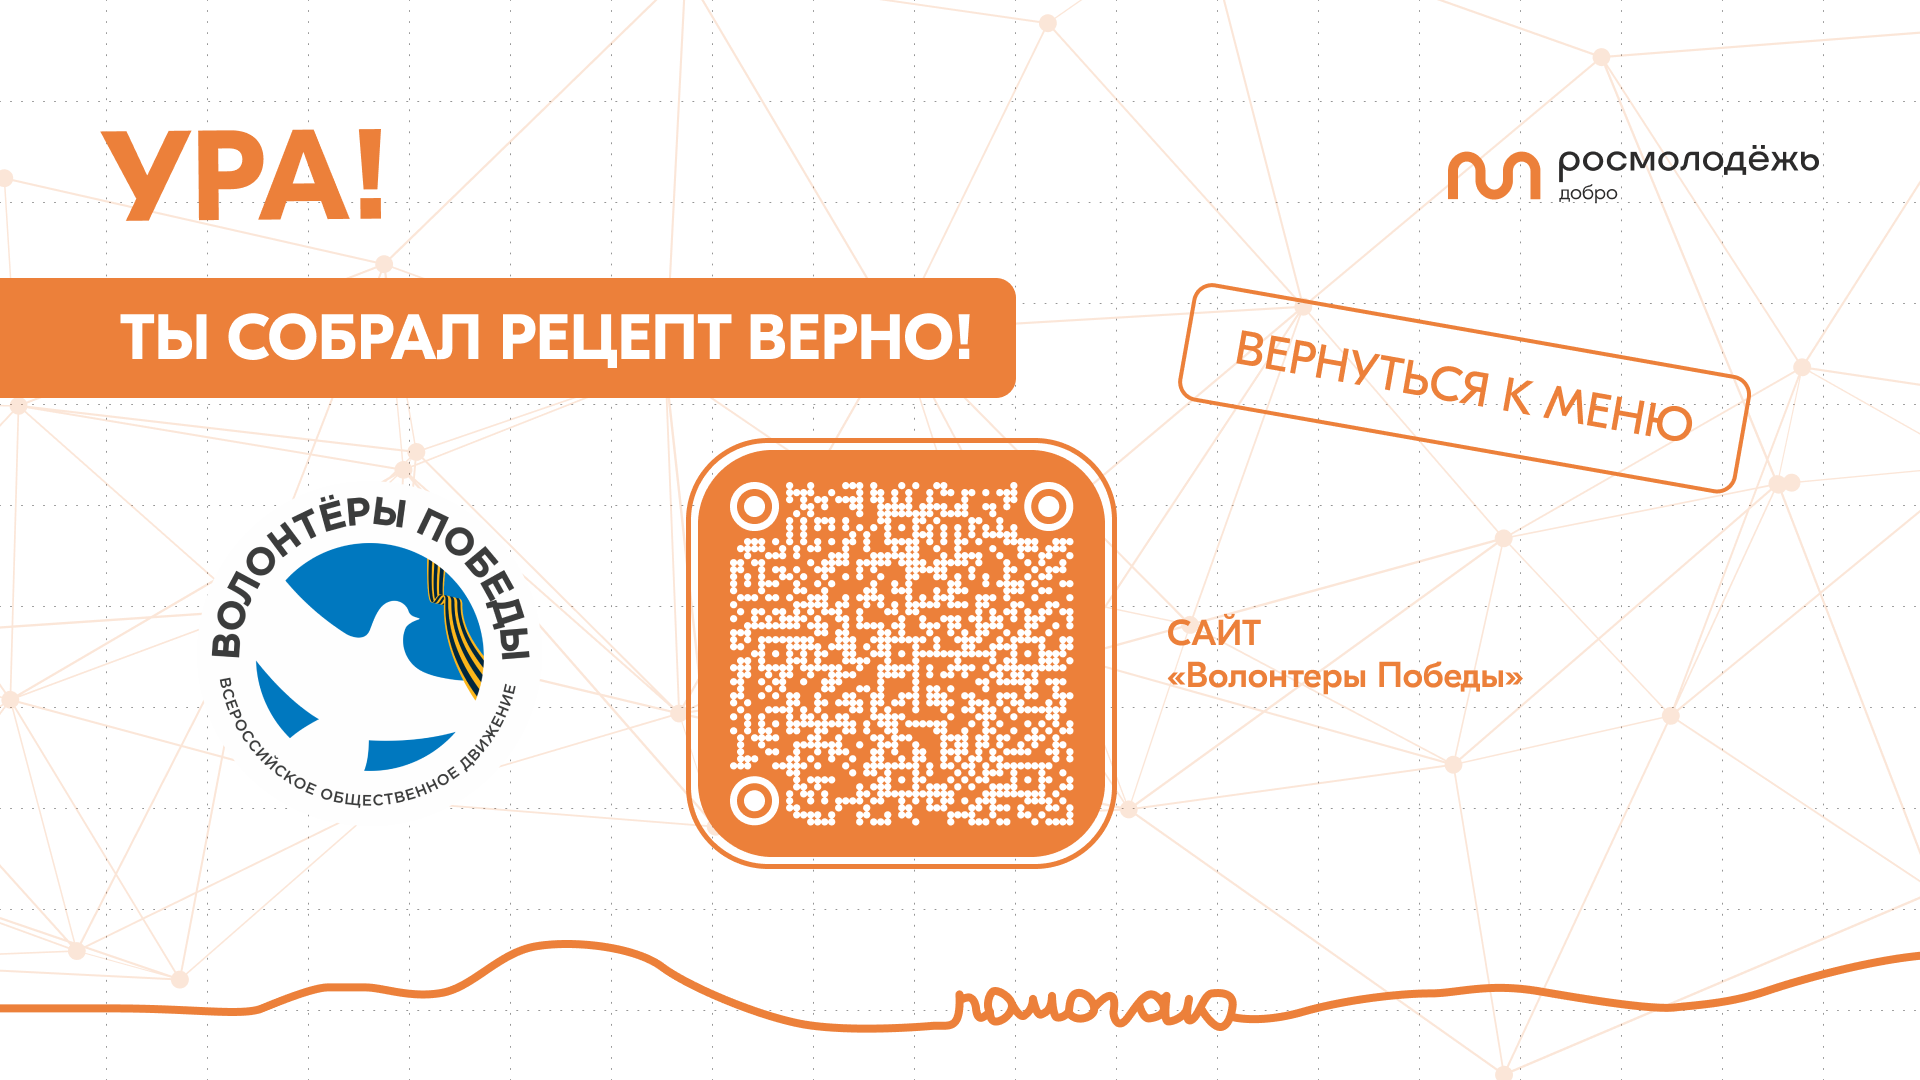 УРА!
росмолодёжь
добро
ТЫ СОБРАЛ РЕЦЕПТ ВЕРНО!
ВЕРНУТЬСЯ К МЕНЮ
ВОЛОНТЁРЫ ПОБЕДЫ
ВСЕРОССИЙСКОЕ ОБЩЕСТВЕННОЕ ДВИЖЕНИЕ
САЙТ
«Волонтеры Победы»
помогаю